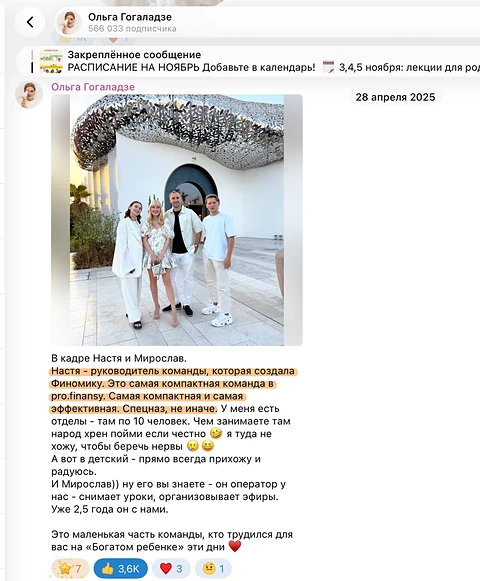 Ольга Гогаладзе
566 033 подписчика
Закреплённое сообщение
РАСПИСАНИЕ НА НОЯБРЬ Добавьте в календарь! 🗓️ 3,4,5 ноября: лекции для род
Ольга Гогаладзе
28 апреля 2025
В кадре Настя и Мирослав.
Настя - руководитель команды, которая создала
Финомику. Это самая компактная команда в
pro.finansy. Самая компактная и самая
эффективная. Спецназ, не иначе. У меня есть
отделы - там по 10 человек. Чем занимаете там
народ хрен пойми если честно 🤔 я туда не
хожу, чтобы беречь нервы 🥲😄
А вот в детский - прямо всегда прихожу и
радуюсь.
И Мирослав)) ну его вы знаете - он оператор у
нас - снимает уроки, организовывает эфиры.
Уже 2,5 года он с нами.
Это маленькая часть команды, кто трудился для
вас на «Богатом ребенке» эти дни ❤️
⭐ 7 👍 3,6K ❤️ 3 🤨 1